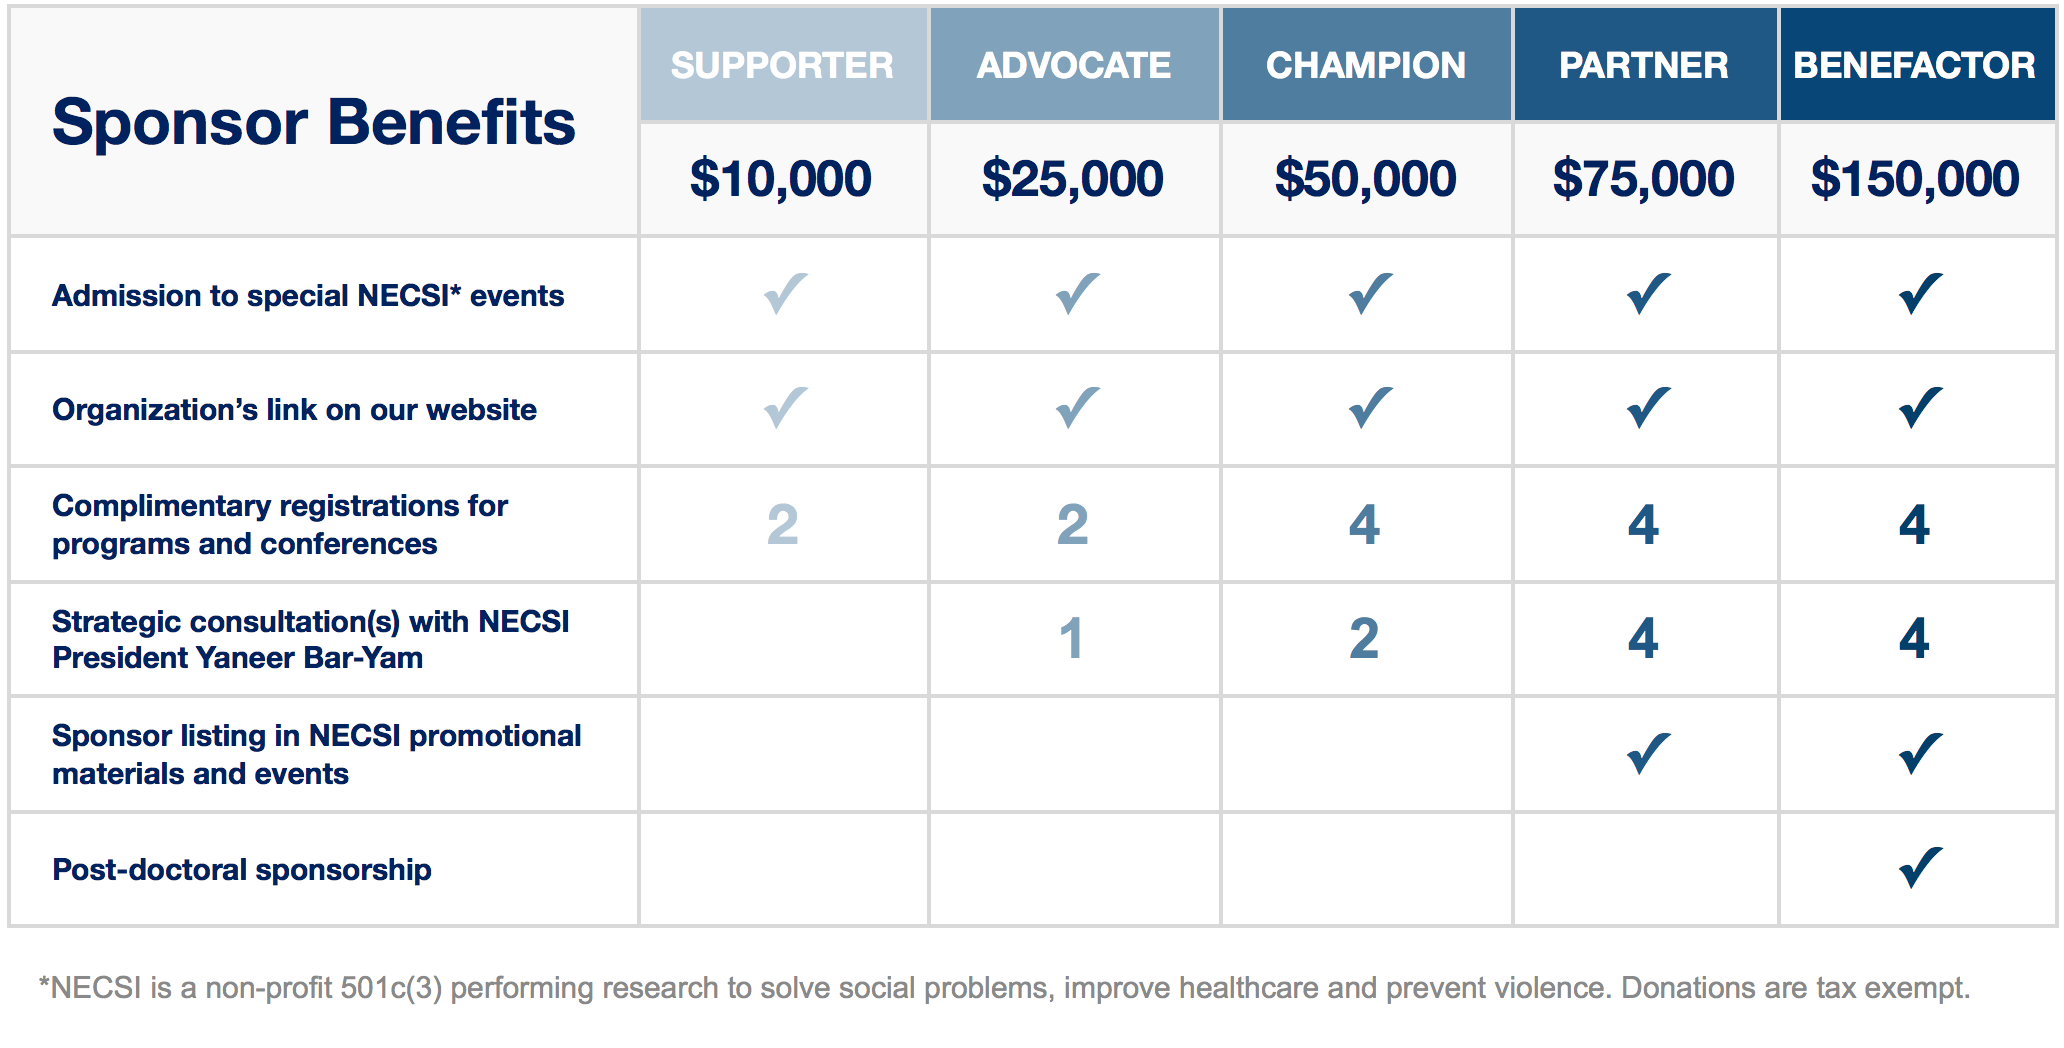 Sponsor Benefits
SUPPORTER ADVOCATE CHAMPION PARTNER BENEFACTOR
$10,000 $25,000 $50,000 $75,000 $150,000
Admission to special NECSI* events ✓ ✓ ✓ ✓ ✓
Organization’s link on our website ✓ ✓ ✓ ✓ ✓
Complimentary registrations for
programs and conferences
2 2 4 4 4
Strategic consultation(s) with NECSI
President Yaneer Bar-Yam
1 2 4 4
Sponsor listing in NECSI promotional
materials and events
✓ ✓
Post-doctoral sponsorship ✓
*NECSI is a non-profit 501c(3) performing research to solve social problems, improve healthcare and prevent violence. Donations are tax exempt.